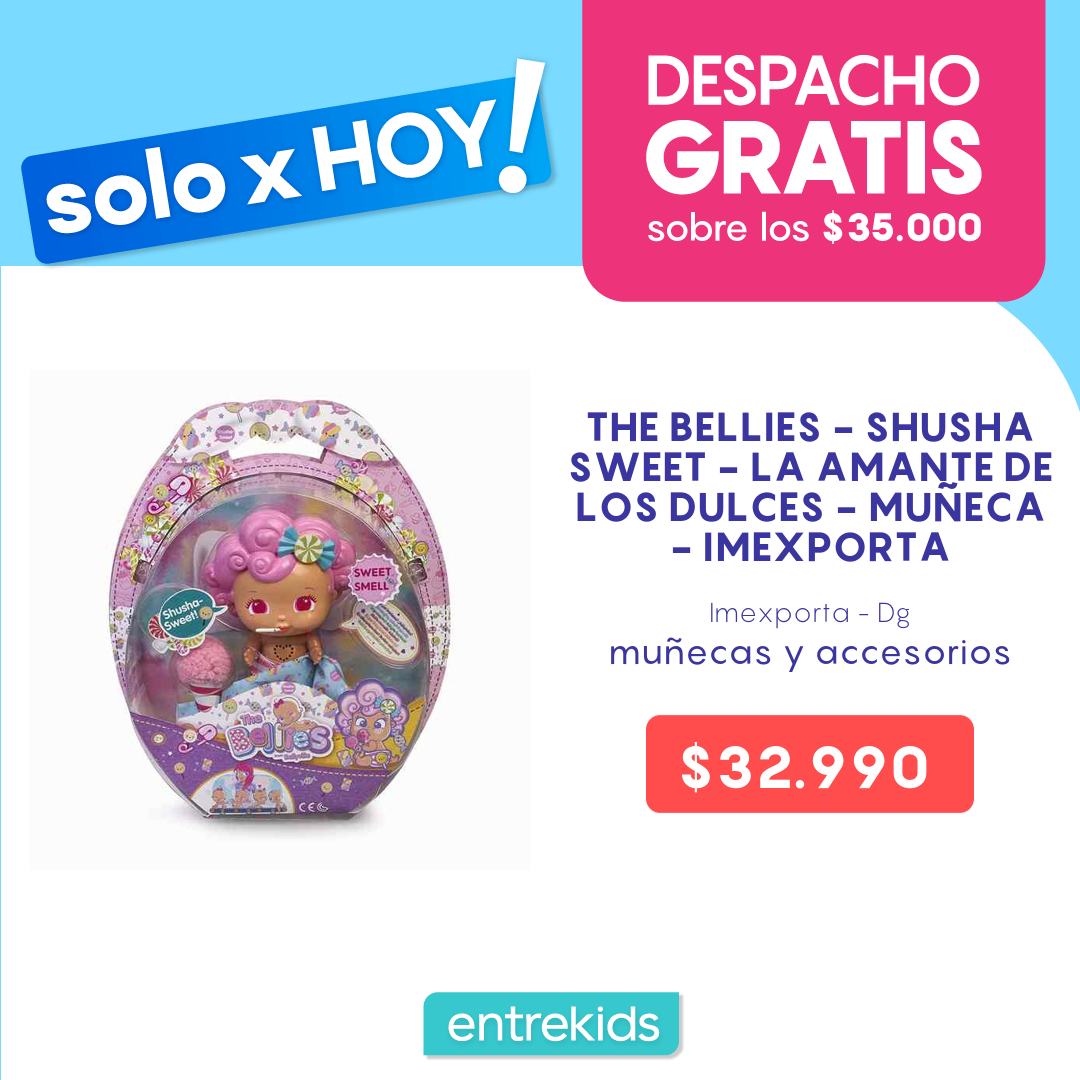 solo x HOY!
DESPACHO
GRATIS
sobre los $35.000
THE BELLIES – SHUSHA
SWEET – LA AMANTE DE
LOS DULCES – MUÑECA
– IMEXPORTA
Imexporta - Dg
muñecas y accesorios
$32.990
SWEET
SMELL
Shusha-
Sweet!
The
Bellies
CE
entrekids